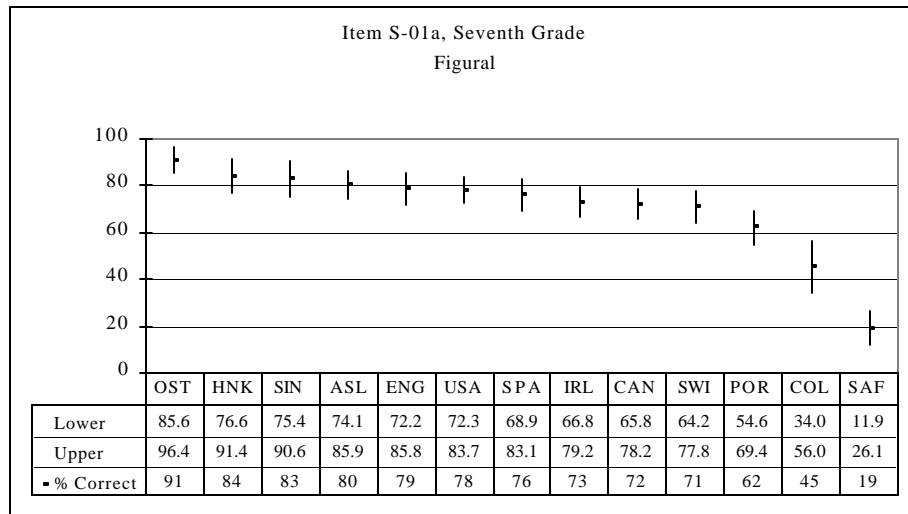 Item S-01a, Seventh Grade
Figural
100
80
60
40
20
0
OST HNK SIN ASL ENG USA SPA IRL CAN SWI POR COL SAF
Lower 85.6 76.6 75.4 74.1 72.2 72.3 68.9 66.8 65.8 64.2 54.6 34.0 11.9
Upper 96.4 91.4 90.6 85.9 85.8 83.7 83.1 79.2 78.2 77.8 69.4 56.0 26.1
% Correct 91 84 83 80 79 78 76 73 72 71 62 45 19